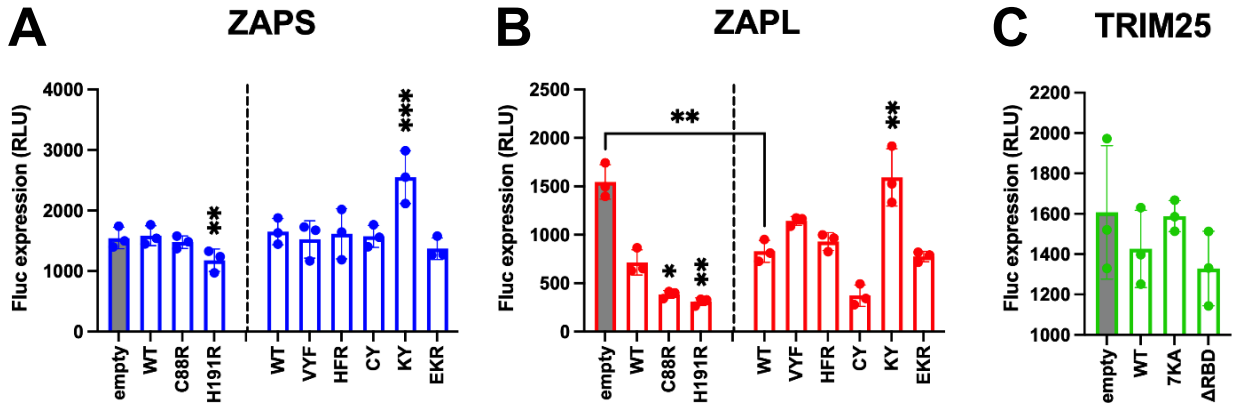 A
ZAPS
Fluc expression (RLU)
4000
3000
2000
1000
0
**
***
empty
WT
C88R
H191R
WT
VYF
HFR
CY
KY
EKR
B
ZAPL
Fluc expression (RLU)
2500
2000
1500
1000
500
0
**
*
**
**
empty
WT
C88R
H191R
WT
VYF
HFR
CY
KY
EKR
C
TRIM25
Fluc expression (RLU)
2200
2000
1800
1600
1400
1200
1000
empty
WT
7KA
ΔRBD